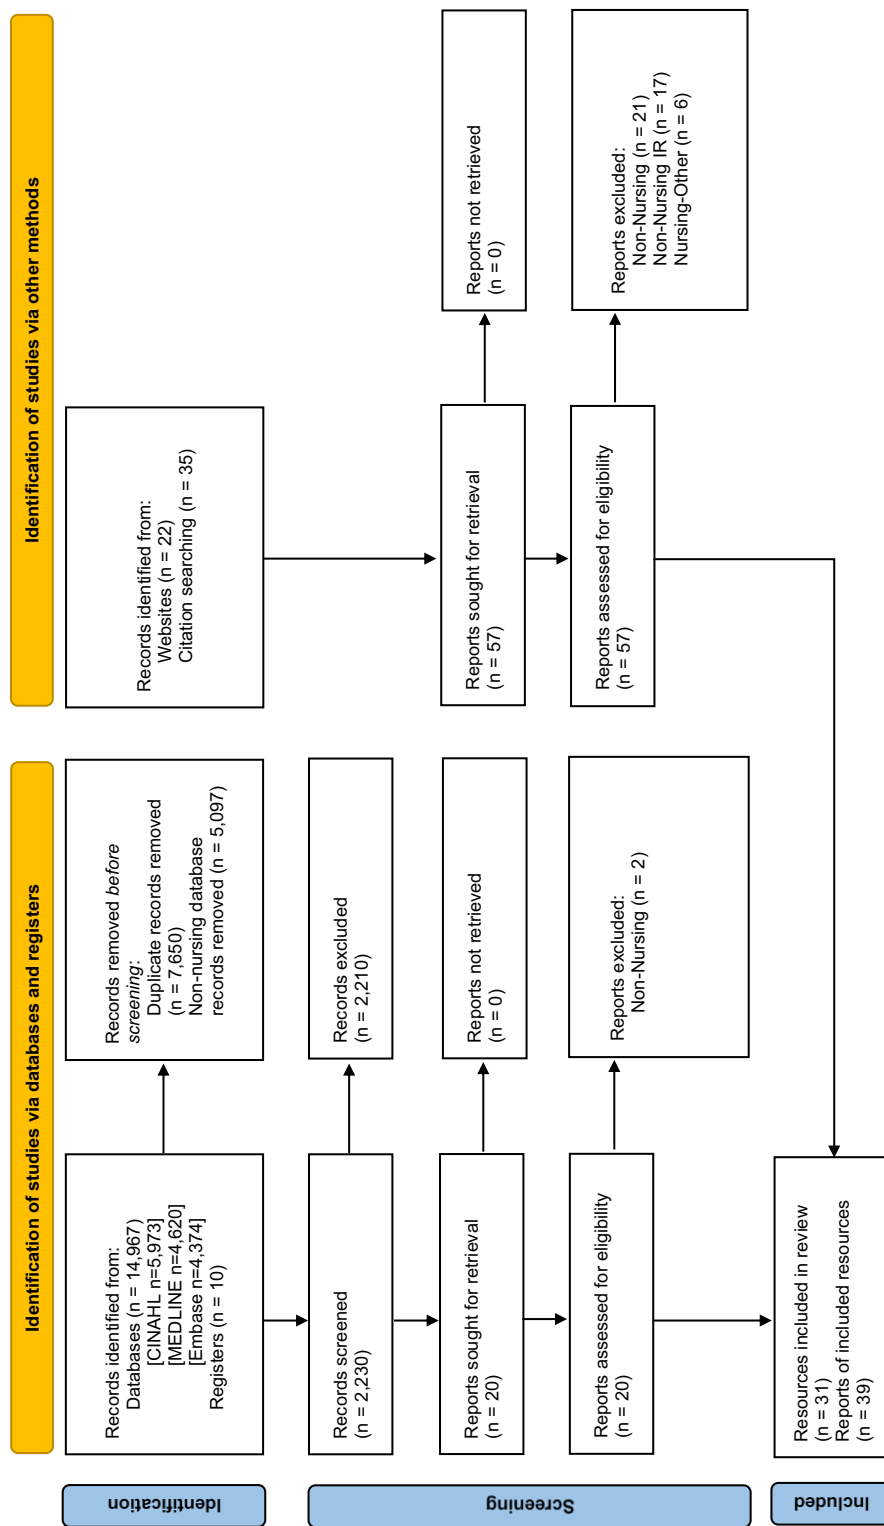 Identification of studies via databases and registers
Identification of studies via other methods
Identification
Records identified from:
Databases (n = 14,967)
[CINAHL n=5,973]
[MEDLINE n=4,620]
[Embase n=4,374]
Registers (n = 10)
Records removed before
screening:
Duplicate records removed
(n = 7,650)
Non-nursing database
records removed (n = 5,097)
Records identified from:
Websites (n = 22)
Citation searching (n = 35)
Screening
Records screened
(n = 2,230)
Records excluded
(n = 2,210)
Reports sought for retrieval
(n = 20)
Reports not retrieved
(n = 0)
Reports sought for retrieval
(n = 57)
Reports not retrieved
(n = 0)
Reports assessed for eligibility
(n = 20)
Reports excluded:
Non-Nursing (n = 2)
Reports assessed for eligibility
(n = 57)
Reports excluded:
Non-Nursing (n = 21)
Non-Nursing IR (n = 17)
Nursing-Other (n = 6)
Included
Resources included in review
(n = 31)
Reports of included resources
(n = 39)